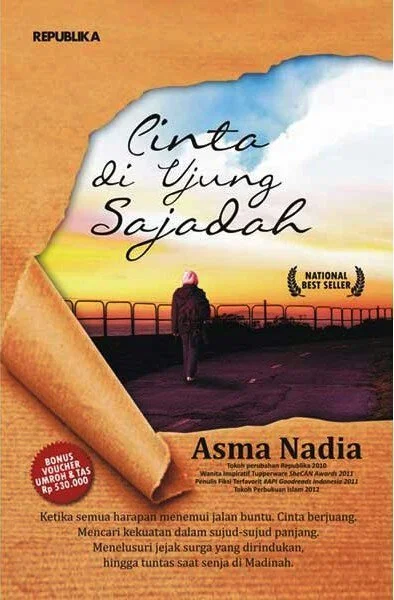 REPUBLIKA
Cinta
di Ujung
Sajadah
NATIONAL
BEST SELLER
Asma Nadia
Tokoh perubahan Republika 2010
Wanita Inspiratif Tupperware SheCAN Awards 2011
Penulis Fiksi Terfavorit IKAPI Goodreads Indonesia 2011
Tokoh Perbukuan Islam 2012
BONUS
VOUCHER
UMROH & TAS
Rp 530.000
Ketika semua harapan menemui jalan buntu. Cinta berjuang.
Mencari kekuatan dalam sujud-sujud panjang.
Menelusuri jejak surga yang dirindukan,
hingga tuntas saat senja di Madinah.